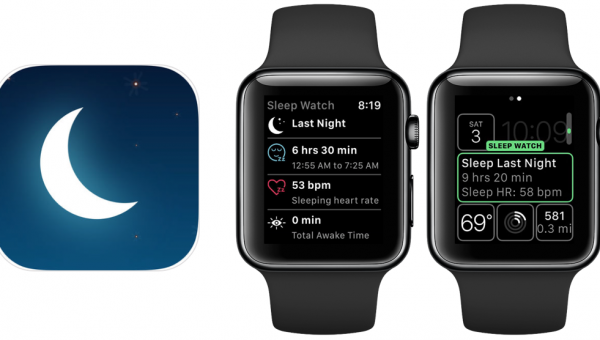 Sleep Watch 8:19
Last Night
6 hrs 30 min
12:55 AM to 7:25 AM
53 bpm
Sleeping heart rate
0 min
Total Awake Time
SAT
3
10:09
SLEEP WATCH
Sleep Last Night
9 hrs 20 min
Sleep HR: 58 bpm
69°
581
0.3 mi